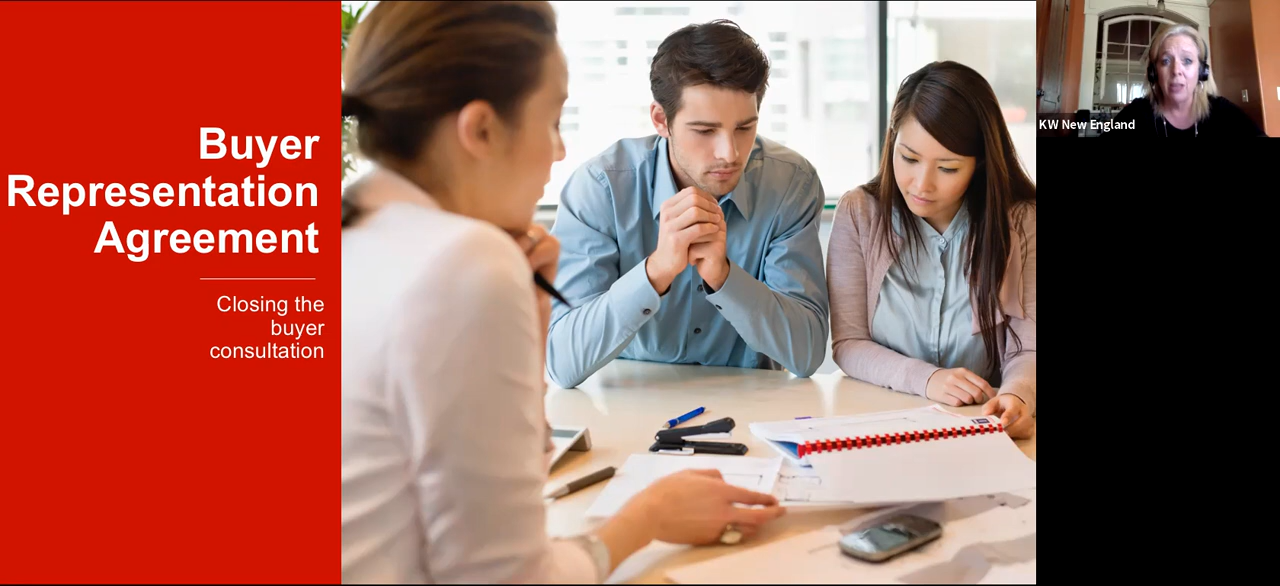 Buyer
Representation
Agreement
Closing the
buyer
consultation
KW New England